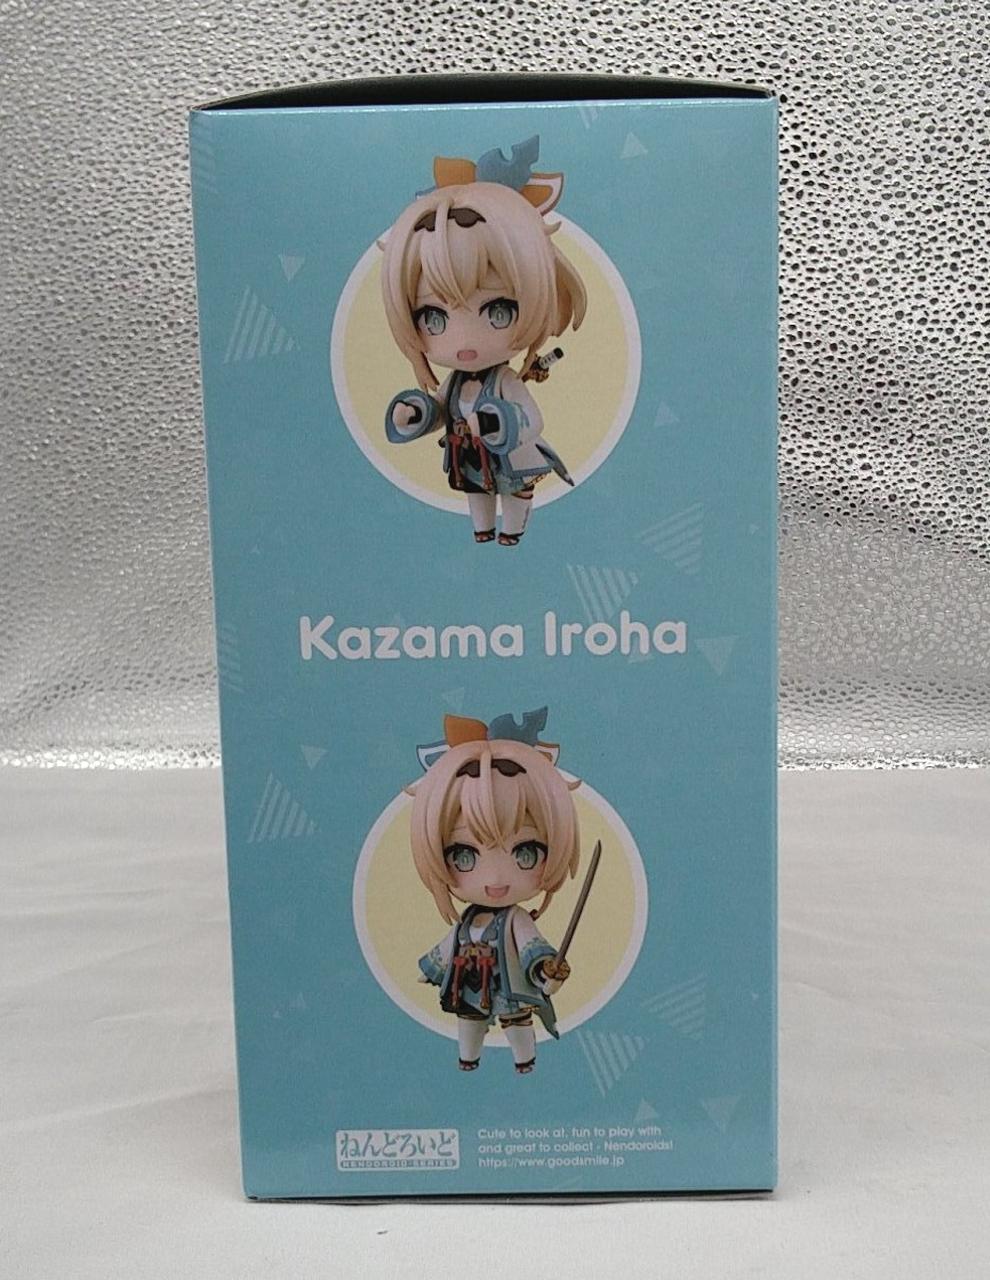 Kazama Iroha
ねんどろいど
NENDOROID SERIES
Cute to look at, fun to play with
and great to collect - Nendoroids!
https://www.goodsmile.jp